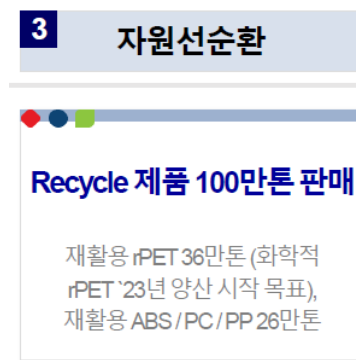 3
자원선순환
Recycle 제품 100만톤 판매
재활용 rPET 36만톤 (화학적
rPET `23년 양산 시작 목표),
재활용 ABS / PC / PP 26만톤